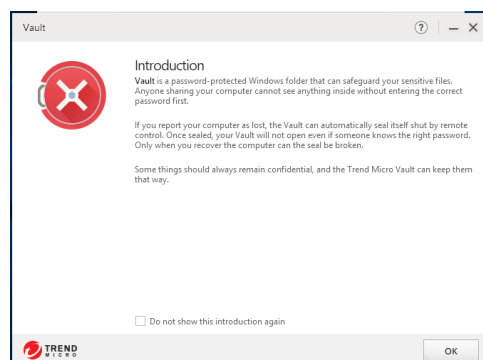 Vault
Introduction
Vault is a password-protected Windows folder that can safeguard your sensitive files.
Anyone sharing your computer cannot see anything inside without entering the correct
password first.
If you report your computer as lost, the Vault can automatically seal itself shut by remote
control. Once sealed, your Vault will not open even if someone knows the right password.
Only when you recover the computer can the seal be broken.
Some things should always remain confidential, and the Trend Micro Vault can keep them
that way.
Do not show this introduction again
TREND
MICRO
OK